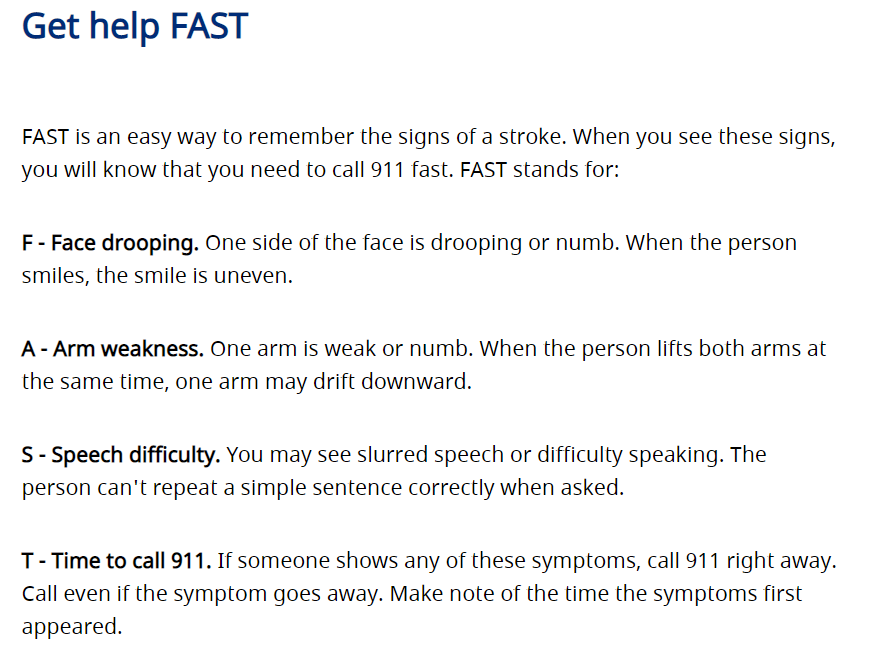 Get help FAST
FAST is an easy way to remember the signs of a stroke. When you see these signs,
you will know that you need to call 911 fast. FAST stands for:
F - Face drooping. One side of the face is drooping or numb. When the person
smiles, the smile is uneven.
A - Arm weakness. One arm is weak or numb. When the person lifts both arms at
the same time, one arm may drift downward.
S - Speech difficulty. You may see slurred speech or difficulty speaking. The
person can't repeat a simple sentence correctly when asked.
T - Time to call 911. If someone shows any of these symptoms, call 911 right away.
Call even if the symptom goes away. Make note of the time the symptoms first
appeared.